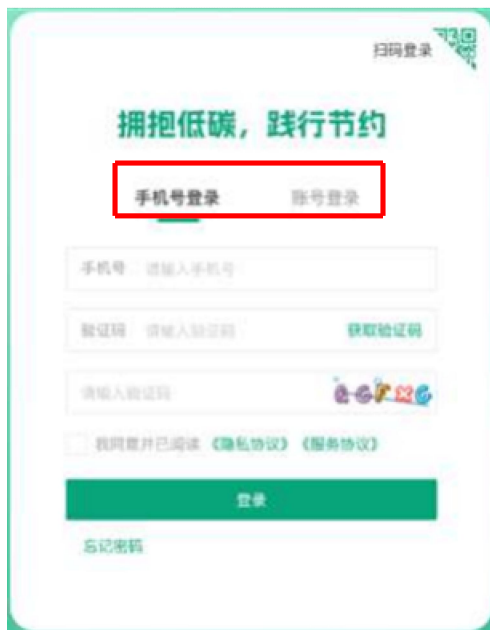 扫码登录
拥抱低碳，践行节约
手机号登录 账号登录
手机号 请输入手机号
验证码 请输入验证码 获取验证码
请输入验证码
我同意并已阅读《隐私协议》《服务协议》
登录
忘记密码